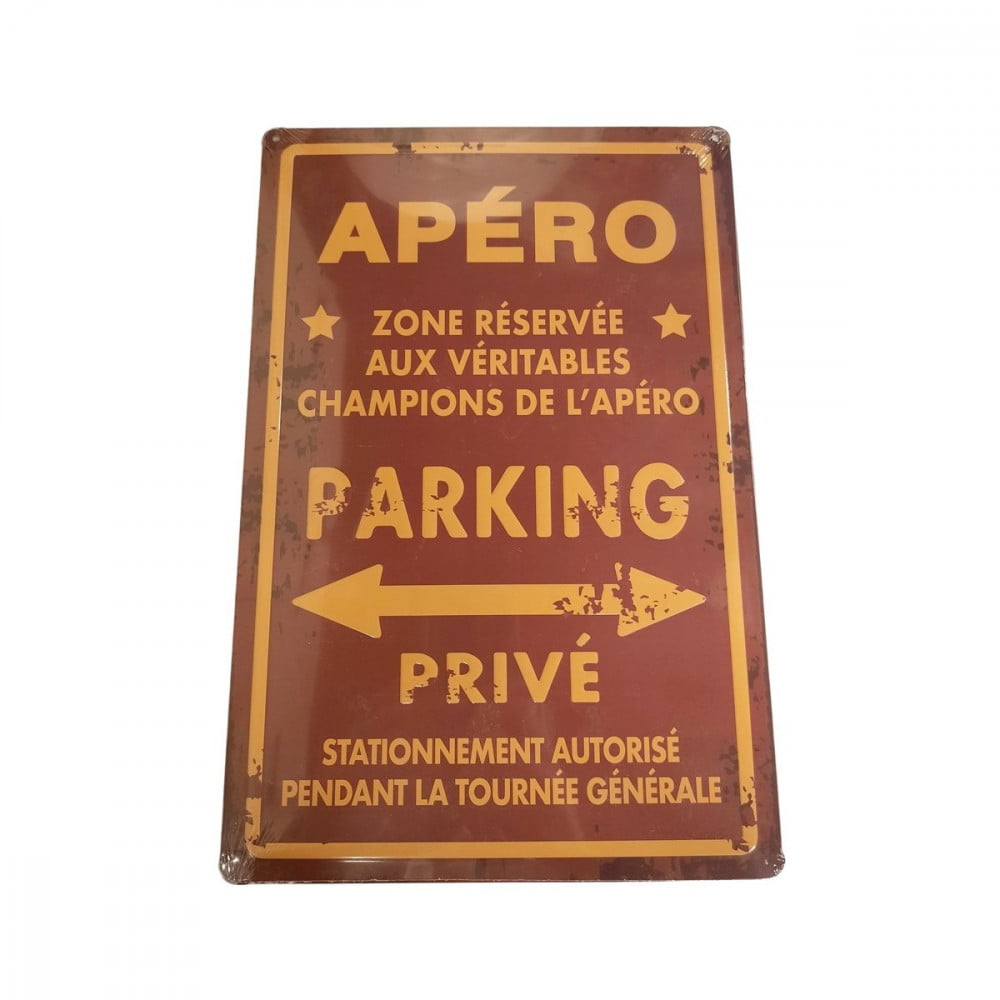 APÉRO
ZONE RÉSERVÉE
AUX VÉRITABLES
CHAMPIONS DE L'APÉRO
PARKING
PRIVÉ
STATIONNEMENT AUTORISÉ
PENDANT LA TOURNÉE GÉNÉRALE